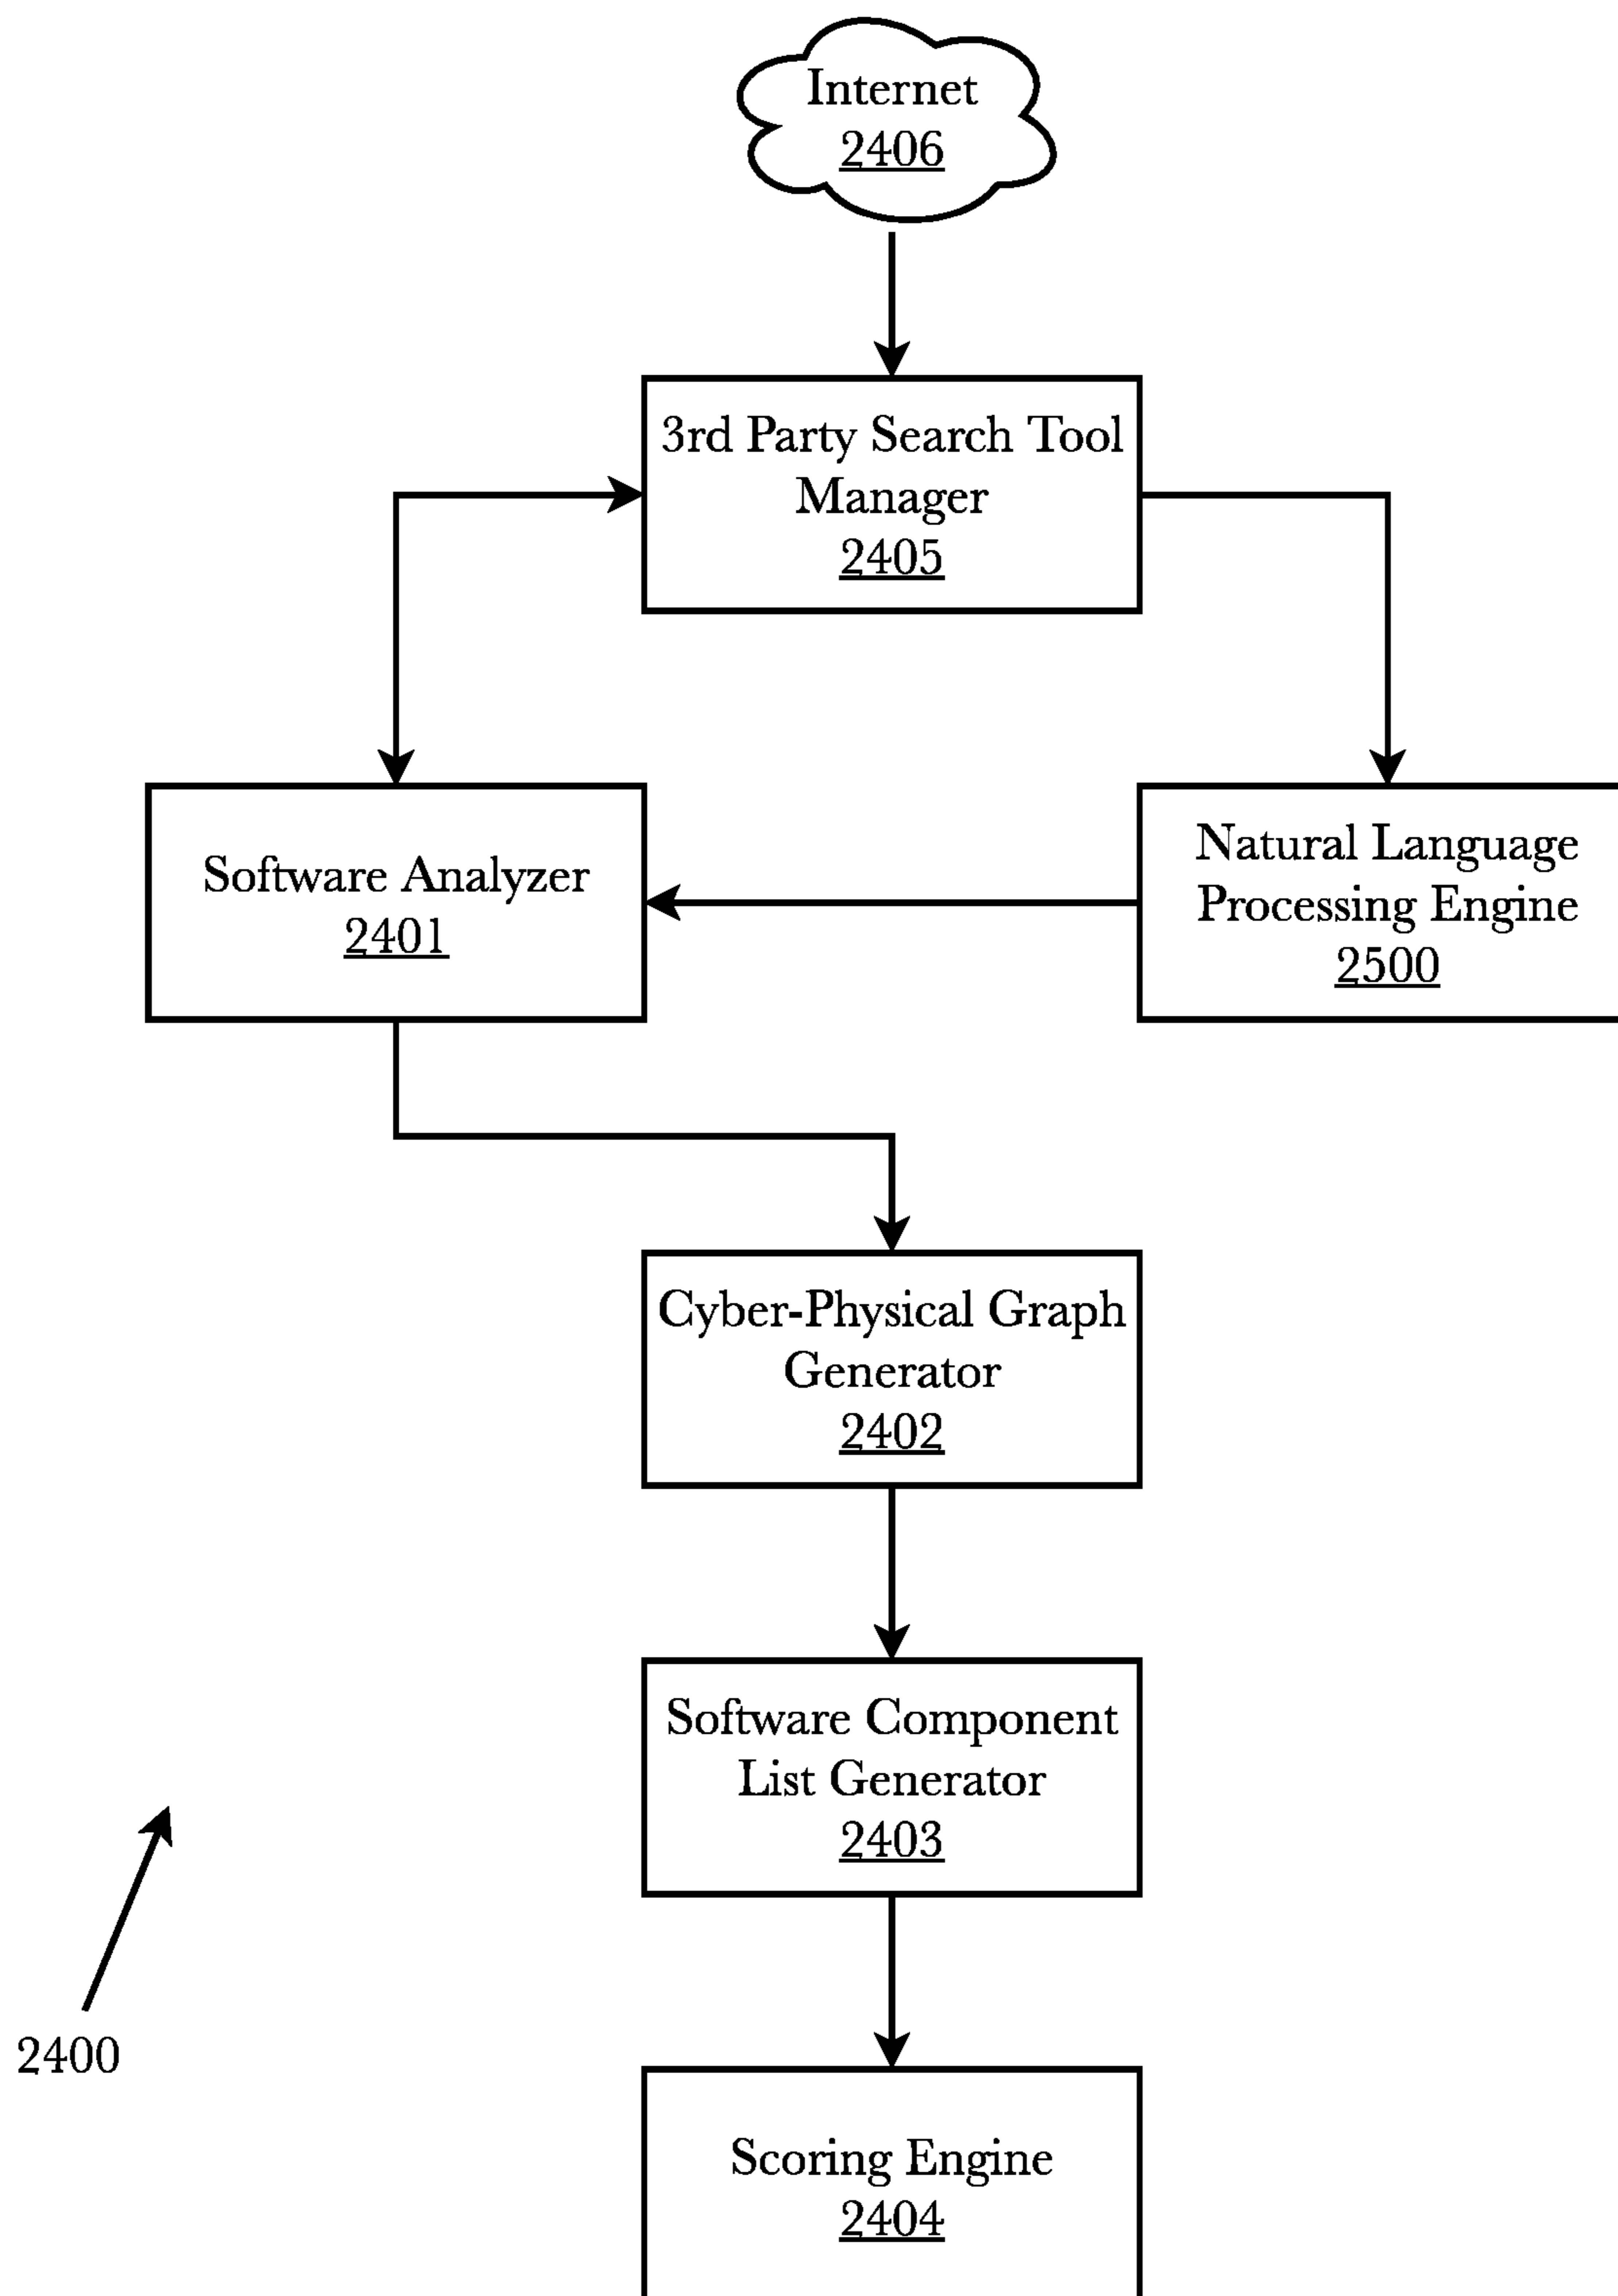 Internet
2406
3rd Party Search Tool
Manager
2405
Software Analyzer
2401
Natural Language
Processing Engine
2500
Cyber-Physical Graph
Generator
2402
Software Component
List Generator
2403
2400
Scoring Engine
2404